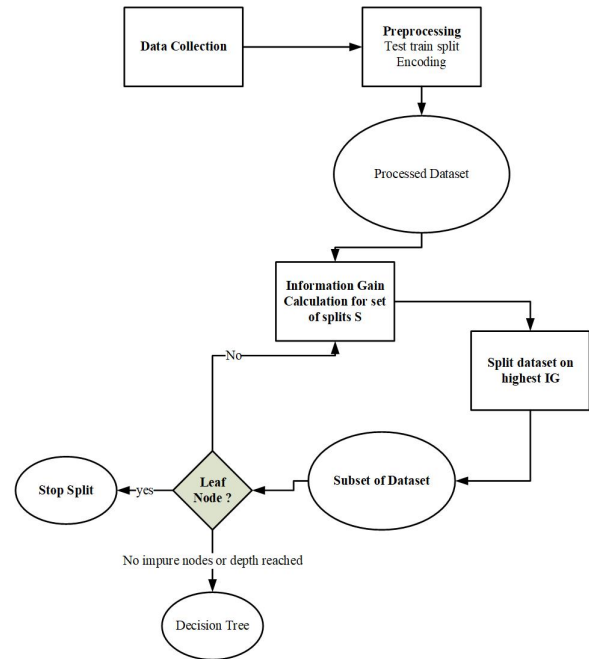 Data Collection
Preprocessing
Test train split
Encoding
Processed Dataset
Information Gain
Calculation for set
of splits S
Split dataset on
highest IG
No
Subset of Dataset
Leaf
Node ?
yes
Stop Split
No impure nodes or depth reached
Decision Tree